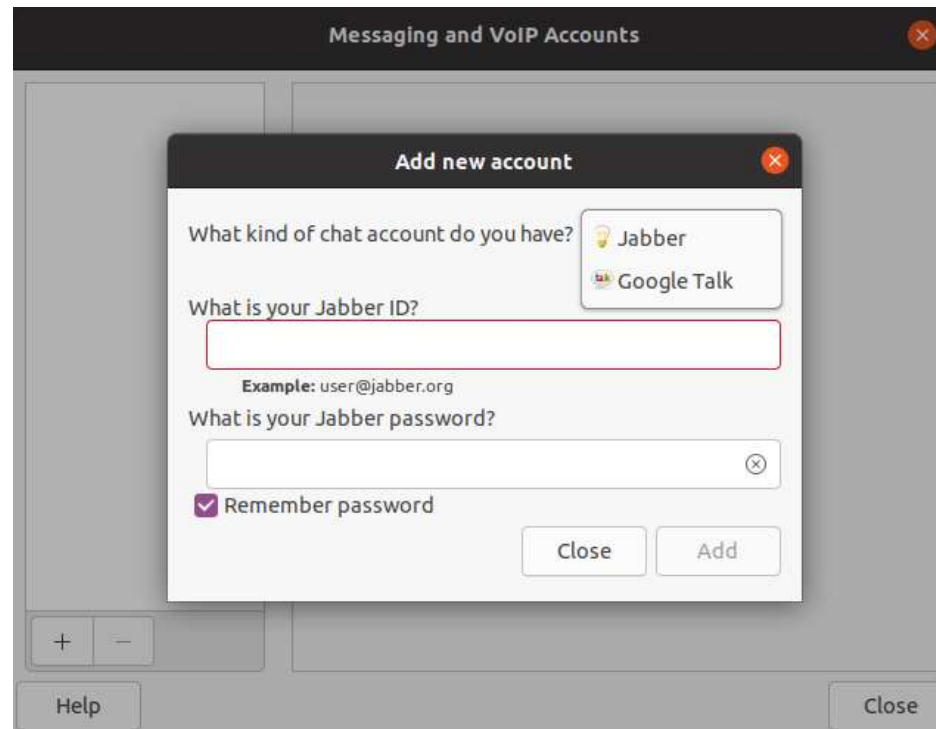 Messaging and VoIP Accounts
Add new account
What kind of chat account do you have?
Jabber
Google Talk
What is your Jabber ID?
Example: user@jabber.org
What is your Jabber password?
Remember password
Close
Add
+
−
Help
Close